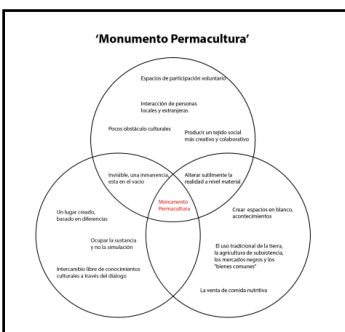 'Monumento Permacultura'
Espacios de participación voluntario
Interacción de personas
locales y extranjeras
Pocos obstáculo culturales
Producir un tejido social
más creativo y colaborativo
Invisible, una inmanencia,
esta en el vacio
Alterar sutilmente la
realidad a nivel material
Monumento
Permacultura
Un lugar creado,
basado en diferencias
Ocupar la sustancia
y no la simulación
Intercambio libre de conocimientos
culturales a través del dialogo
Crear espacios en blanco,
acontecimientos
El uso tradicional de la tierra,
la agricultura de subsistencia,
los mercados negros y los
"bienes comunes"
La venta de comida nutritiva